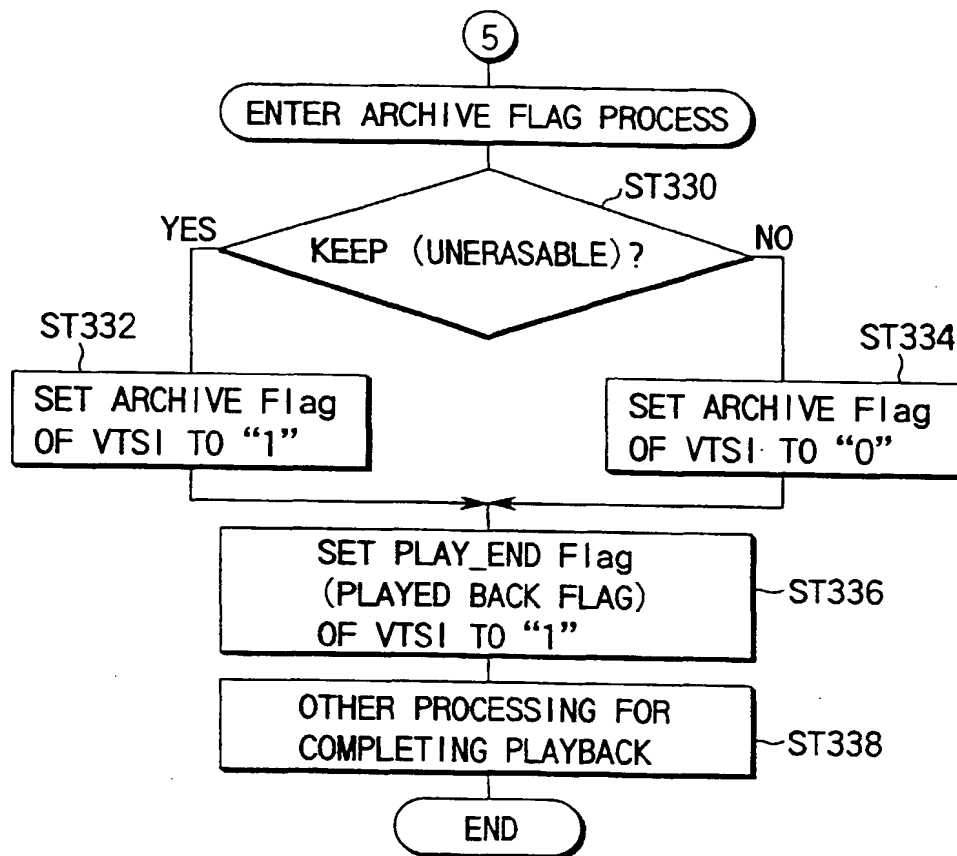 5
ENTER ARCHIVE FLAG PROCESS
ST330
YES
KEEP (UNERASABLE)?
NO
ST332
ST334
SET ARCHIVE Flag
OF VTSI TO “1”
SET ARCHIVE Flag
OF VTSI TO “0”
SET PLAY_END Flag
(PLAYED BACK FLAG)
OF VTSI TO “1”
ST336
OTHER PROCESSING FOR
COMPLETING PLAYBACK
ST338
END